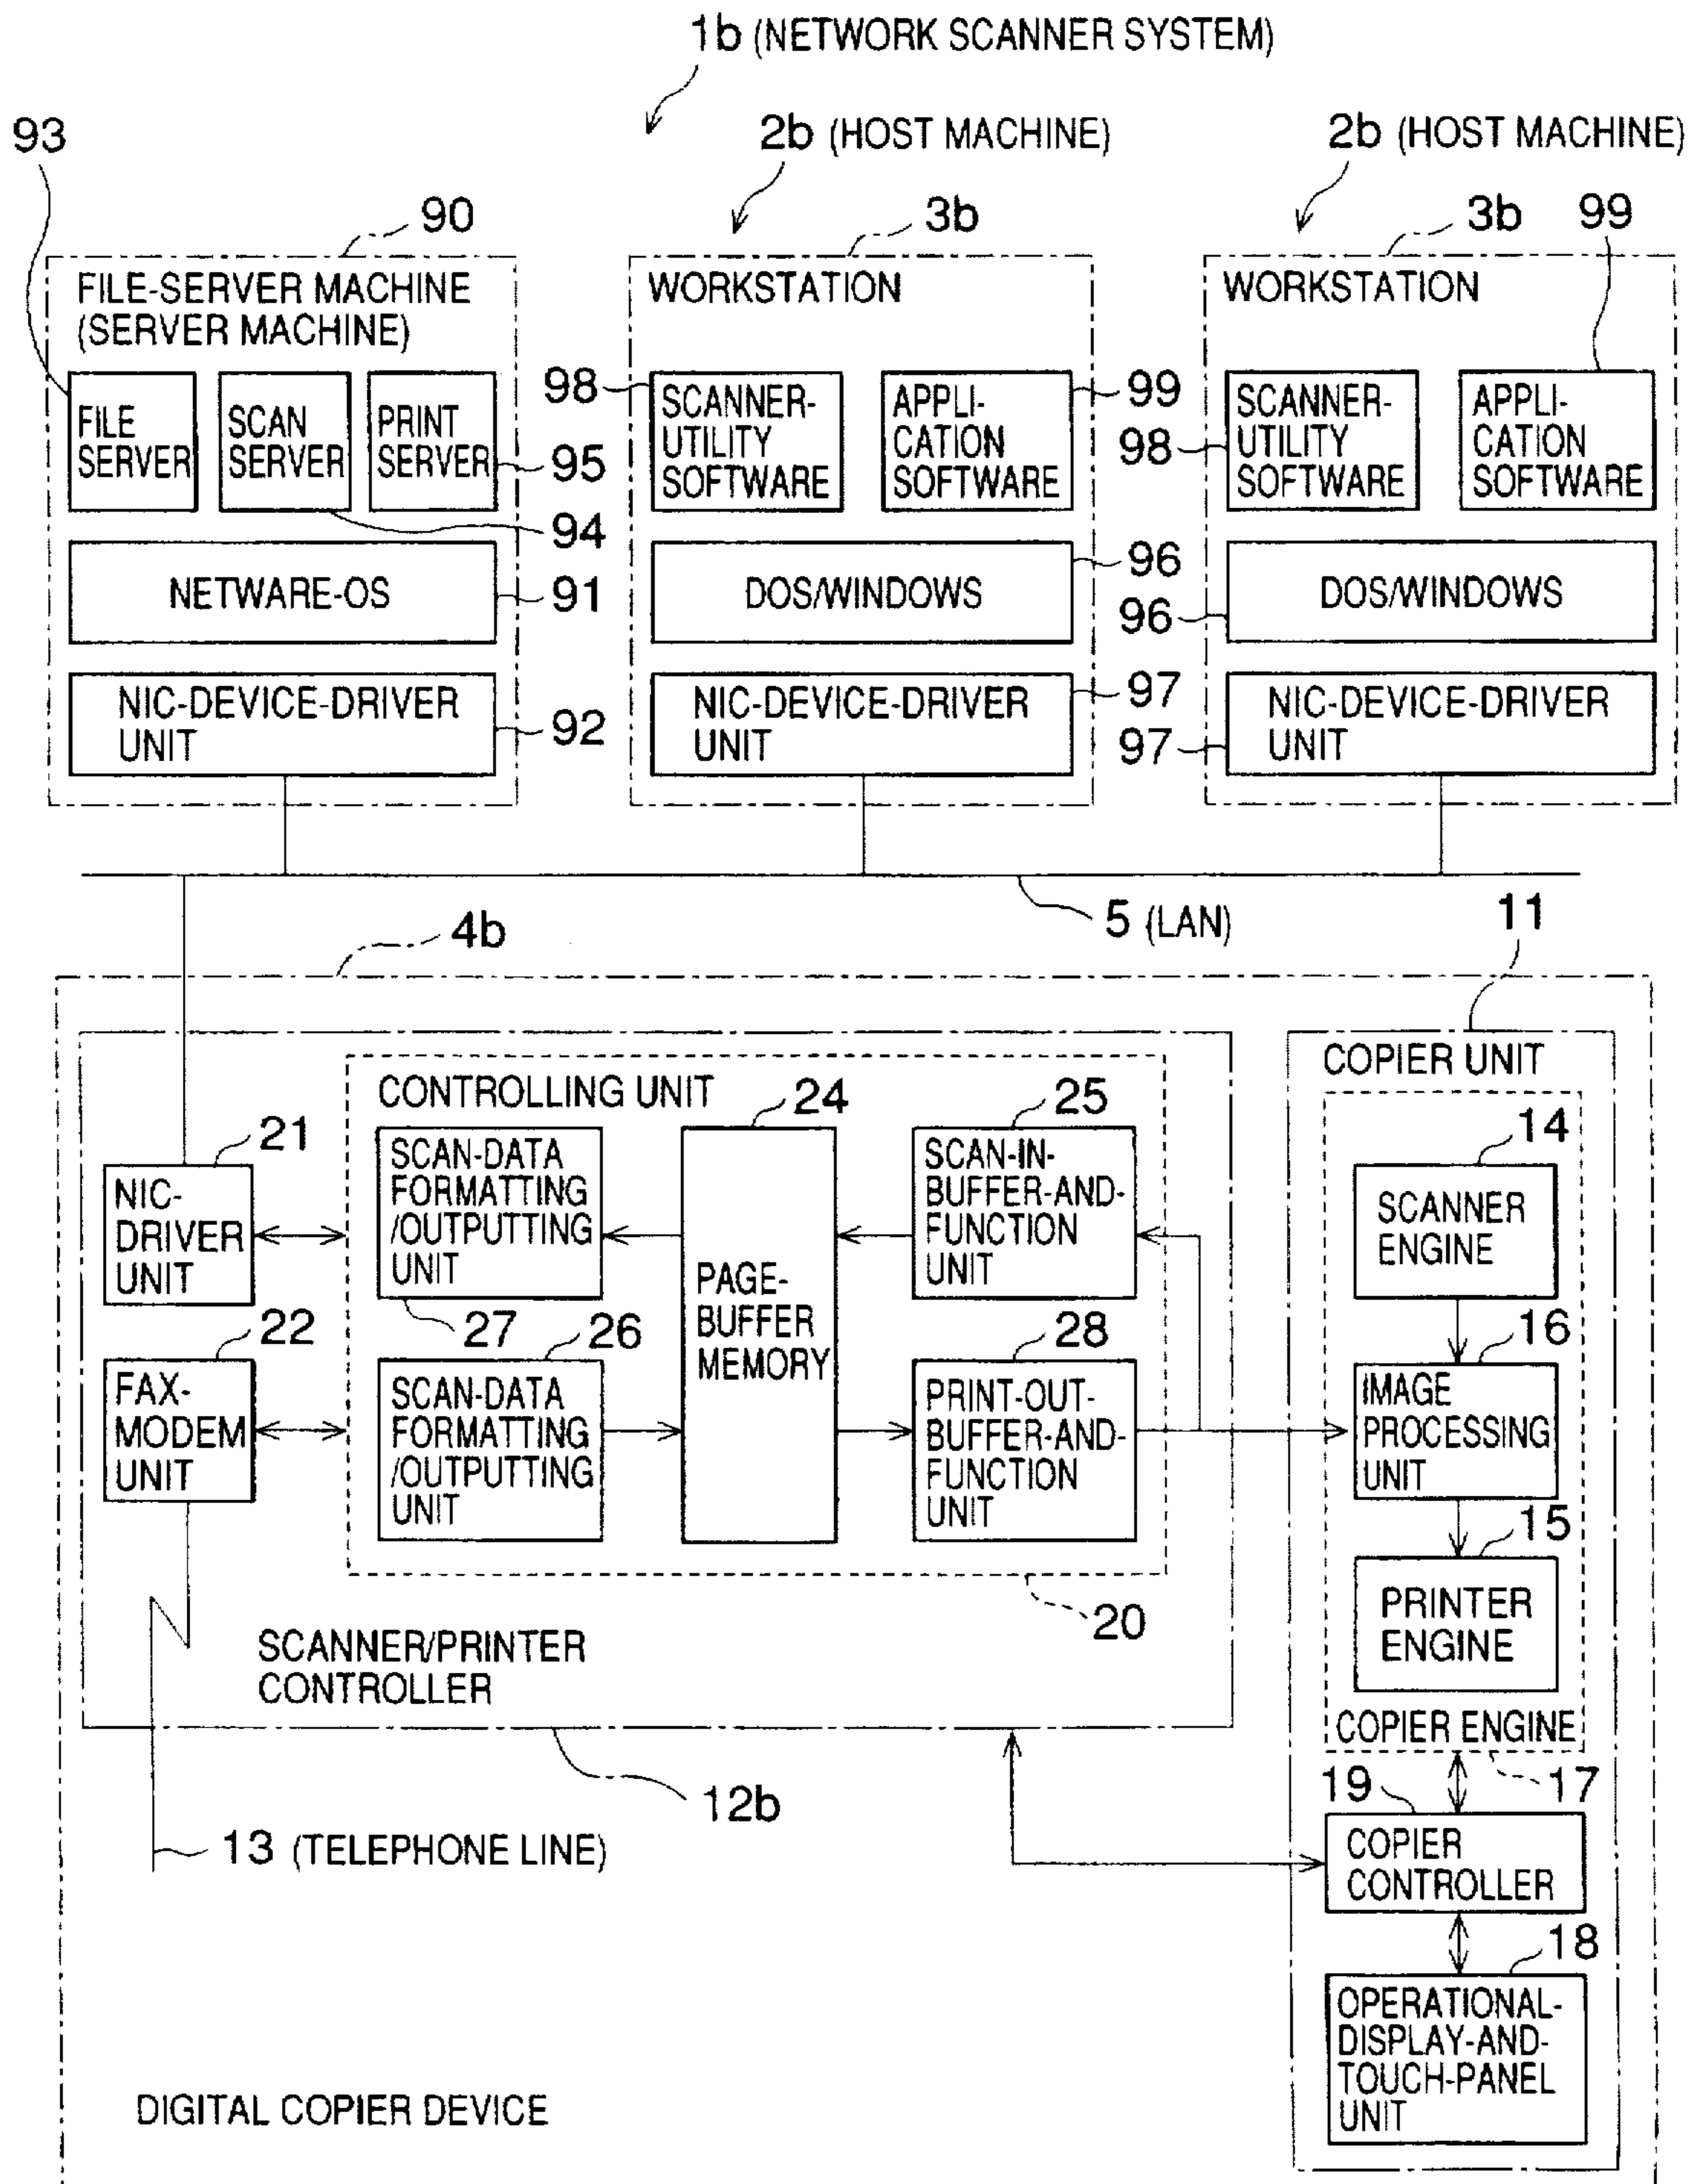 1b (NETWORK SCANNER SYSTEM)
93
2b (HOST MACHINE)
2b (HOST MACHINE)
90
3b
3b
99
FILE-SERVER MACHINE
(SERVER MACHINE)
WORKSTATION
WORKSTATION
FILE
SERVER
SCAN
SERVER
PRINT
SERVER
95
94
98
SCANNER-
UTILITY
SOFTWARE
APPLI-
CATION
SOFTWARE
99
98
SCANNER-
UTILITY
SOFTWARE
APPLI-
CATION
SOFTWARE
NETWARE-OS
91
DOS/WINDOWS
96
96
DOS/WINDOWS
NIC-DEVICE-DRIVER
UNIT
92
NIC-DEVICE-DRIVER
UNIT
97
97
NIC-DEVICE-DRIVER
UNIT
5 (LAN)
11
4b
COPIER UNIT
CONTROLLING UNIT
24
25
21
NIC-
DRIVER
UNIT
SCAN-DATA
FORMATTING
/OUTPUTTING
UNIT
27
PAGE-
BUFFER
MEMORY
SCAN-IN-
BUFFER-AND-
FUNCTION
UNIT
14
SCANNER
ENGINE
22
FAX-
MODEM
UNIT
26
SCAN-DATA
FORMATTING
/OUTPUTTING
UNIT
28
PRINT-OUT-
BUFFER-AND-
FUNCTION
UNIT
16
IMAGE
PROCESSING
UNIT
15
PRINTER
ENGINE
20
SCANNER/PRINTER
CONTROLLER
COPIER ENGINE
17
12b
19
13 (TELEPHONE LINE)
COPIER
CONTROLLER
18
OPERATIONAL-
DISPLAY-AND-
TOUCH-PANEL
UNIT
DIGITAL COPIER DEVICE